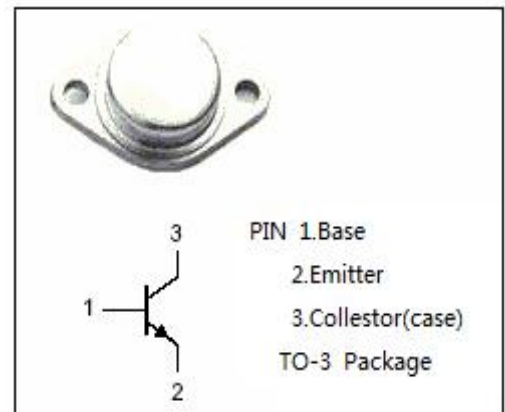 3
1
2
PIN 1.Base
2.Emitter
3.Collestor(case)
TO-3 Package